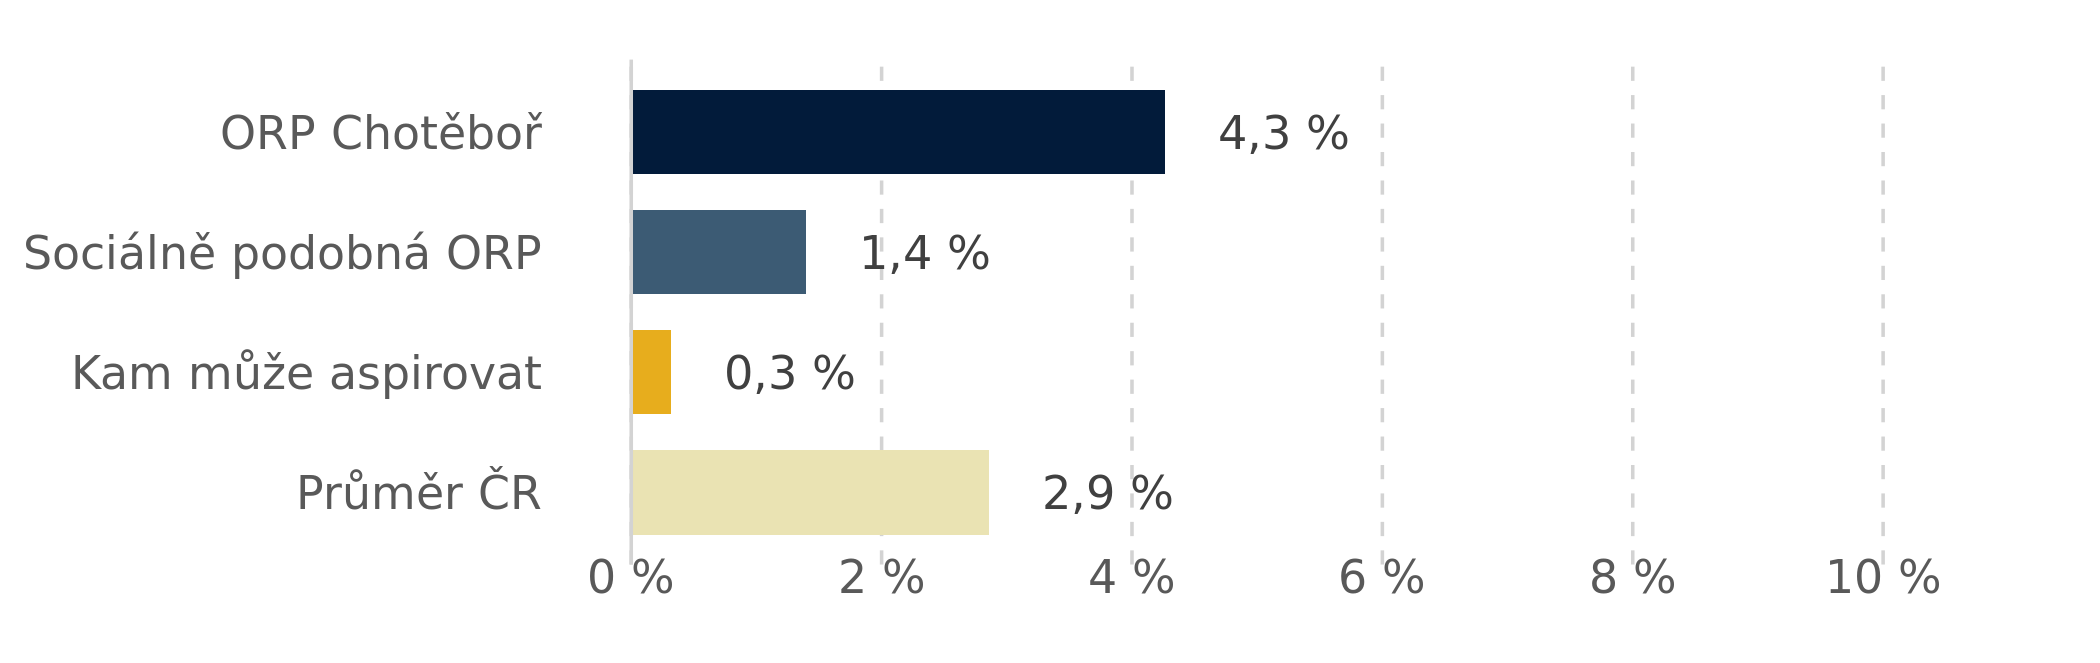 ORP Chotěboř 4,3 %
Sociálně podobná ORP 1,4 %
Kam může aspirovat 0,3 %
Průměr ČR 2,9 %
0 % 2 % 4 % 6 % 8 % 10 %